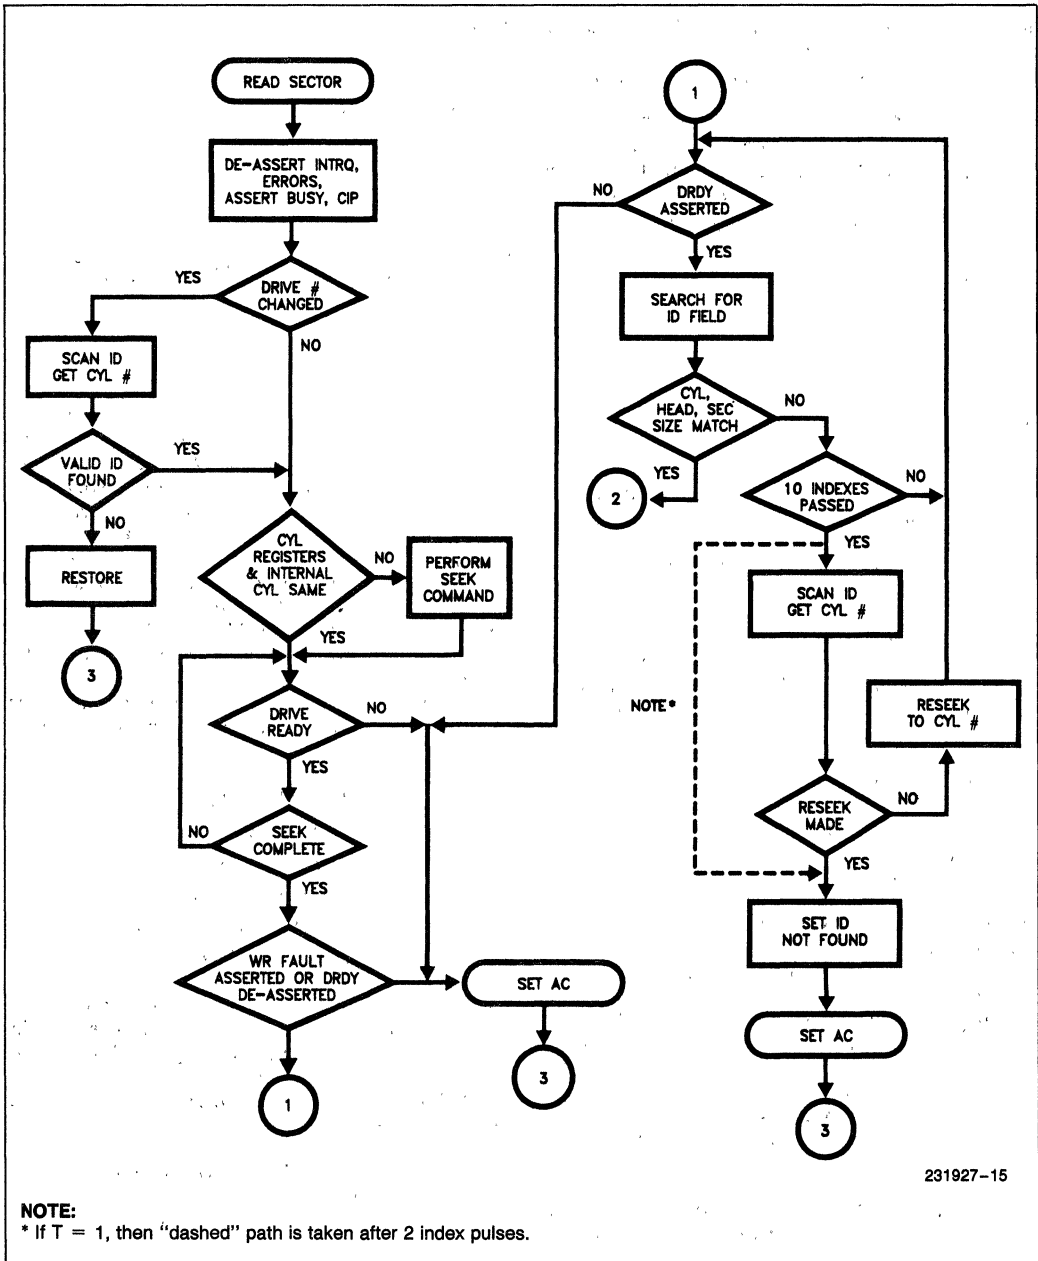 READ SECTOR
DE-ASSERT INTRQ,
ERRORS,
ASSERT BUSY, CIP
YES
DRIVE #
CHANGED
NO
SCAN ID
GET CYL #
VALID ID
FOUND
YES
NO
RESTORE
3
CYL
REGISTERS
& INTERNAL
CYL SAME
NO
PERFORM
SEEK
COMMAND
YES
DRIVE
READY
NO
YES
SEEK
COMPLETE
NO
YES
WR FAULT
ASSERTED OR DRDY
DE-ASSERTED
SET AC
3
1
1
DRDY
ASSERTED
NO
YES
SEARCH FOR
ID FIELD
CYL,
HEAD, SEC
SIZE MATCH
NO
YES
2
10 INDEXES
PASSED
NO
YES
SCAN ID
GET CYL #
NOTE*
RESEEK
TO CYL #
RESEEK
MADE
NO
YES
SET ID
NOT FOUND
SET AC
3
231927-15
NOTE:
* If T = 1, then "dashed" path is taken after 2 index pulses.